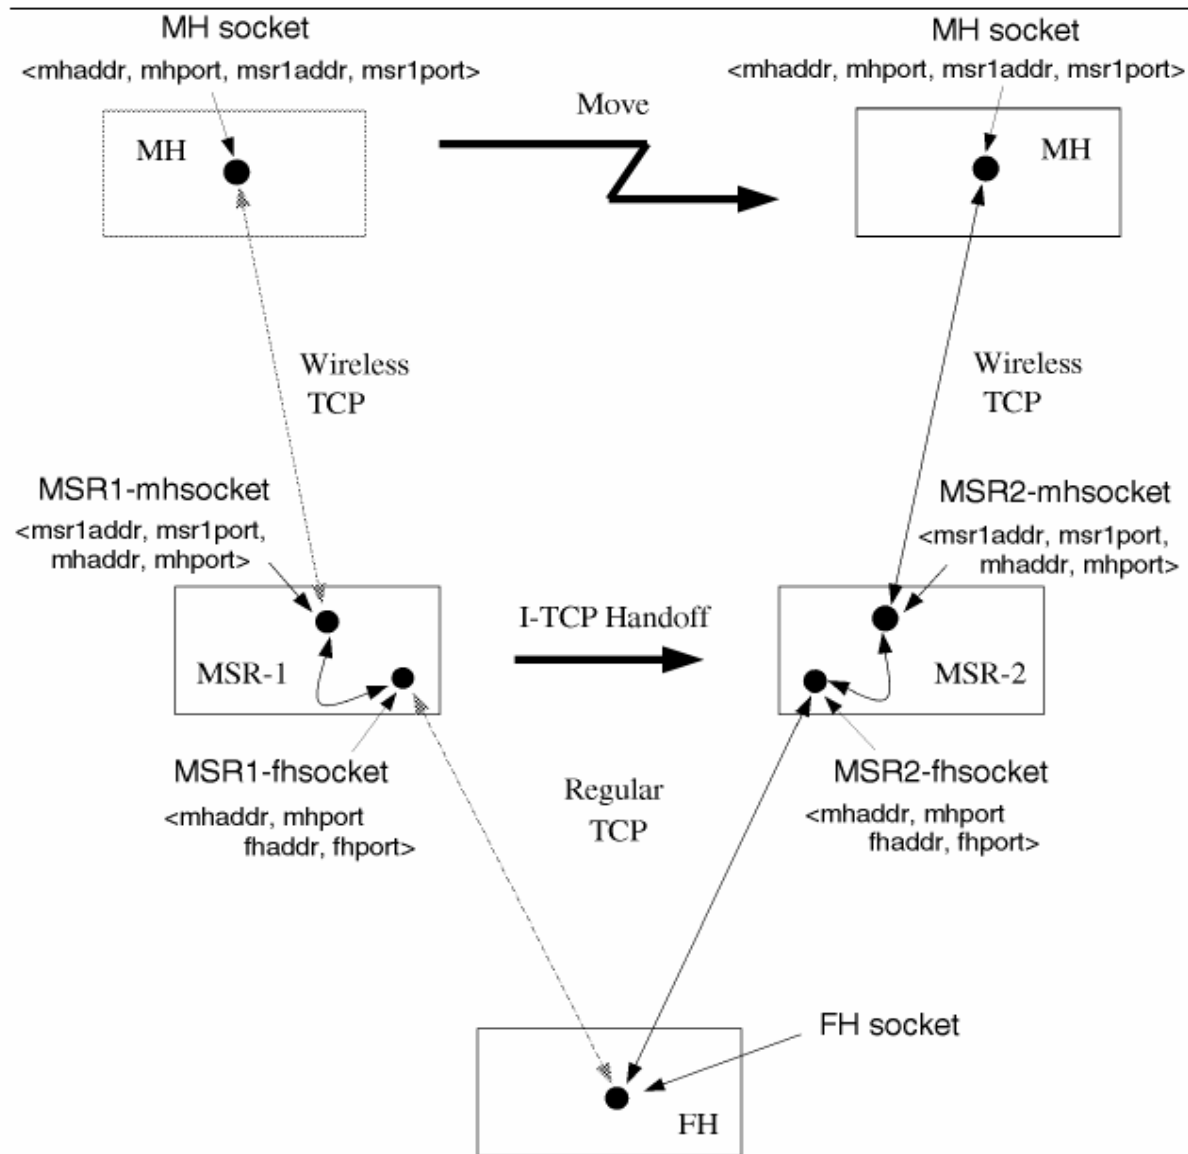 MH socket
<mhaddr, mhport, msr1addr, msr1port>
MH socket
<mhaddr, mhport, msr1addr, msr1port>
Move
MH
MH
Wireless
TCP
Wireless
TCP
MSR1-mhsocket
<msr1addr, msr1port,
mhaddr, mhport>
MSR2-mhsocket
<msr1addr, msr1port,
mhaddr, mhport>
I-TCP Handoff
MSR-1
MSR-2
MSR1-fhsocket
<mhaddr, mhport
fhaddr, fhport>
Regular
TCP
MSR2-fhsocket
<mhaddr, mhport
fhaddr, fhport>
FH socket
FH